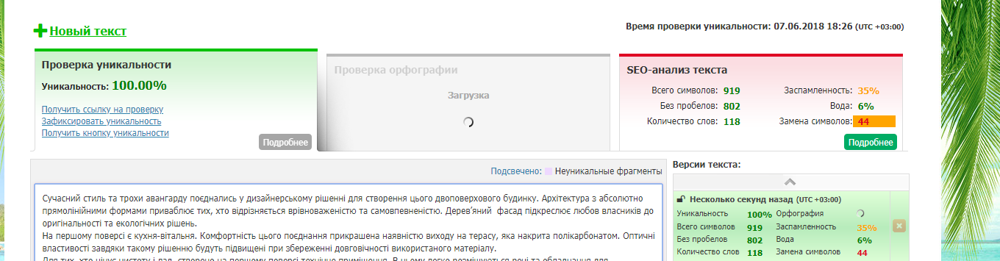 Новый текст
Время проверки уникальности: 07.06.2018 18:26 (UTC +03:00)
Проверка уникальности
Уникальность: 100.00%
Получить ссылку на проверку
Зафиксировать уникальность
Получить кнопку уникальности
Подробнее
Проверка орфографии
Загрузка
SEO-анализ текста
Всего символов: 919 Заспамленность: 35%
Без пробелов: 802 Вода: 6%
Количество слов: 118 Замена символов: 44
Подробнее
Подсвечено: Неуникальные фрагменты
Сучасний стиль та трохи авангарду поєднались у дизайнерському рішенні для створення цього двоповерхового будинку. Архітектура з абсолютно
прямолінійними формами приваблює тих, хто відрізняється врівноваженістю та самовпевненістю. Дерев’яний фасад підкреслює любов власників до
оригінальності та екологічних рішень.
На першому поверсі є кухня-вітальня. Комфортність цього поєднання прикрашена наявністю виходу на терасу, яка накрита полікарбонатом. Оптичні
властивості завдяки такому рішенню будуть підвищені при збереженні довговічності використаного матеріалу.
Для тих, хто цінує чистоту і лад, створено на першому поверсі технічне приміщення. В ньому легко розміщуються речі та обладнання для
Версии текста:
Несколько секунд назад (UTC +03:00)
Уникальность 100% Орфография
Всего символов 919 Заспамленность 35%
Без пробелов 802 Вода 6%
Количество слов 118 Замена символов 44